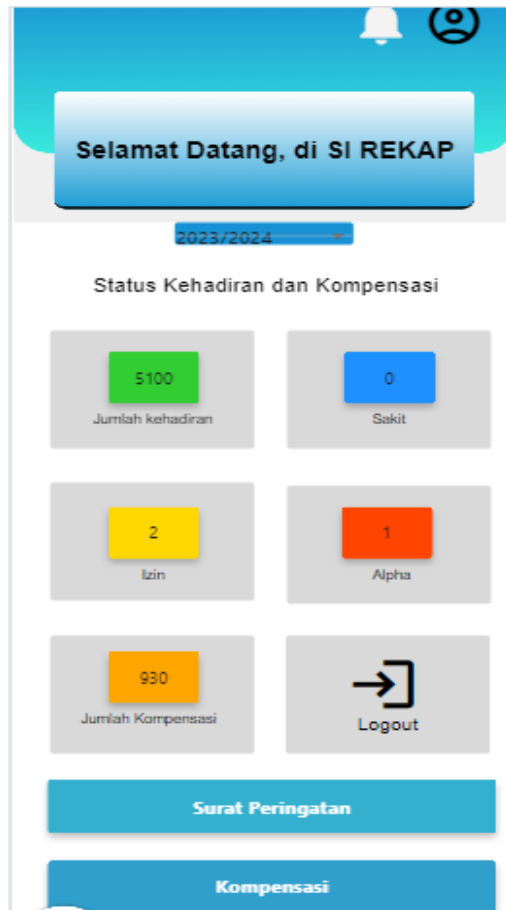 Selamat Datang, di SI REKAP
2023/2024
Status Kehadiran dan Kompensasi
5100
Jumlah kehadiran
0
Sakit
2
Izin
1
Alpha
930
Jumlah Kompensasi
Logout
Surat Peringatan
Kompensasi